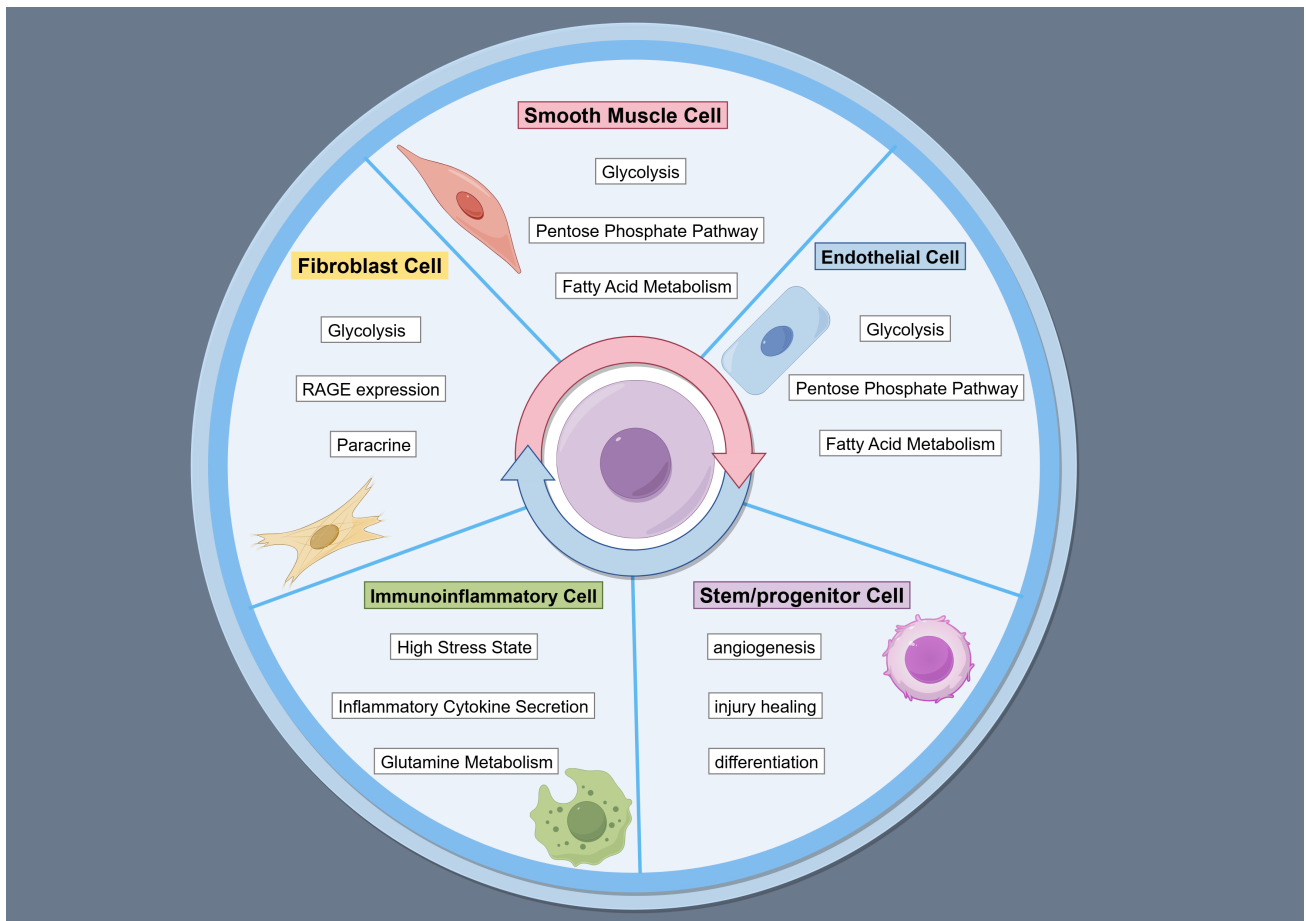 Smooth Muscle Cell
Glycolysis
Pentose Phosphate Pathway
Fatty Acid Metabolism
Endothelial Cell
Glycolysis
Pentose Phosphate Pathway
Fatty Acid Metabolism
Fibroblast Cell
Glycolysis
RAGE expression
Paracrine
Immunoinflammatory Cell
High Stress State
Inflammatory Cytokine Secretion
Glutamine Metabolism
Stem/progenitor Cell
angiogenesis
injury healing
differentiation